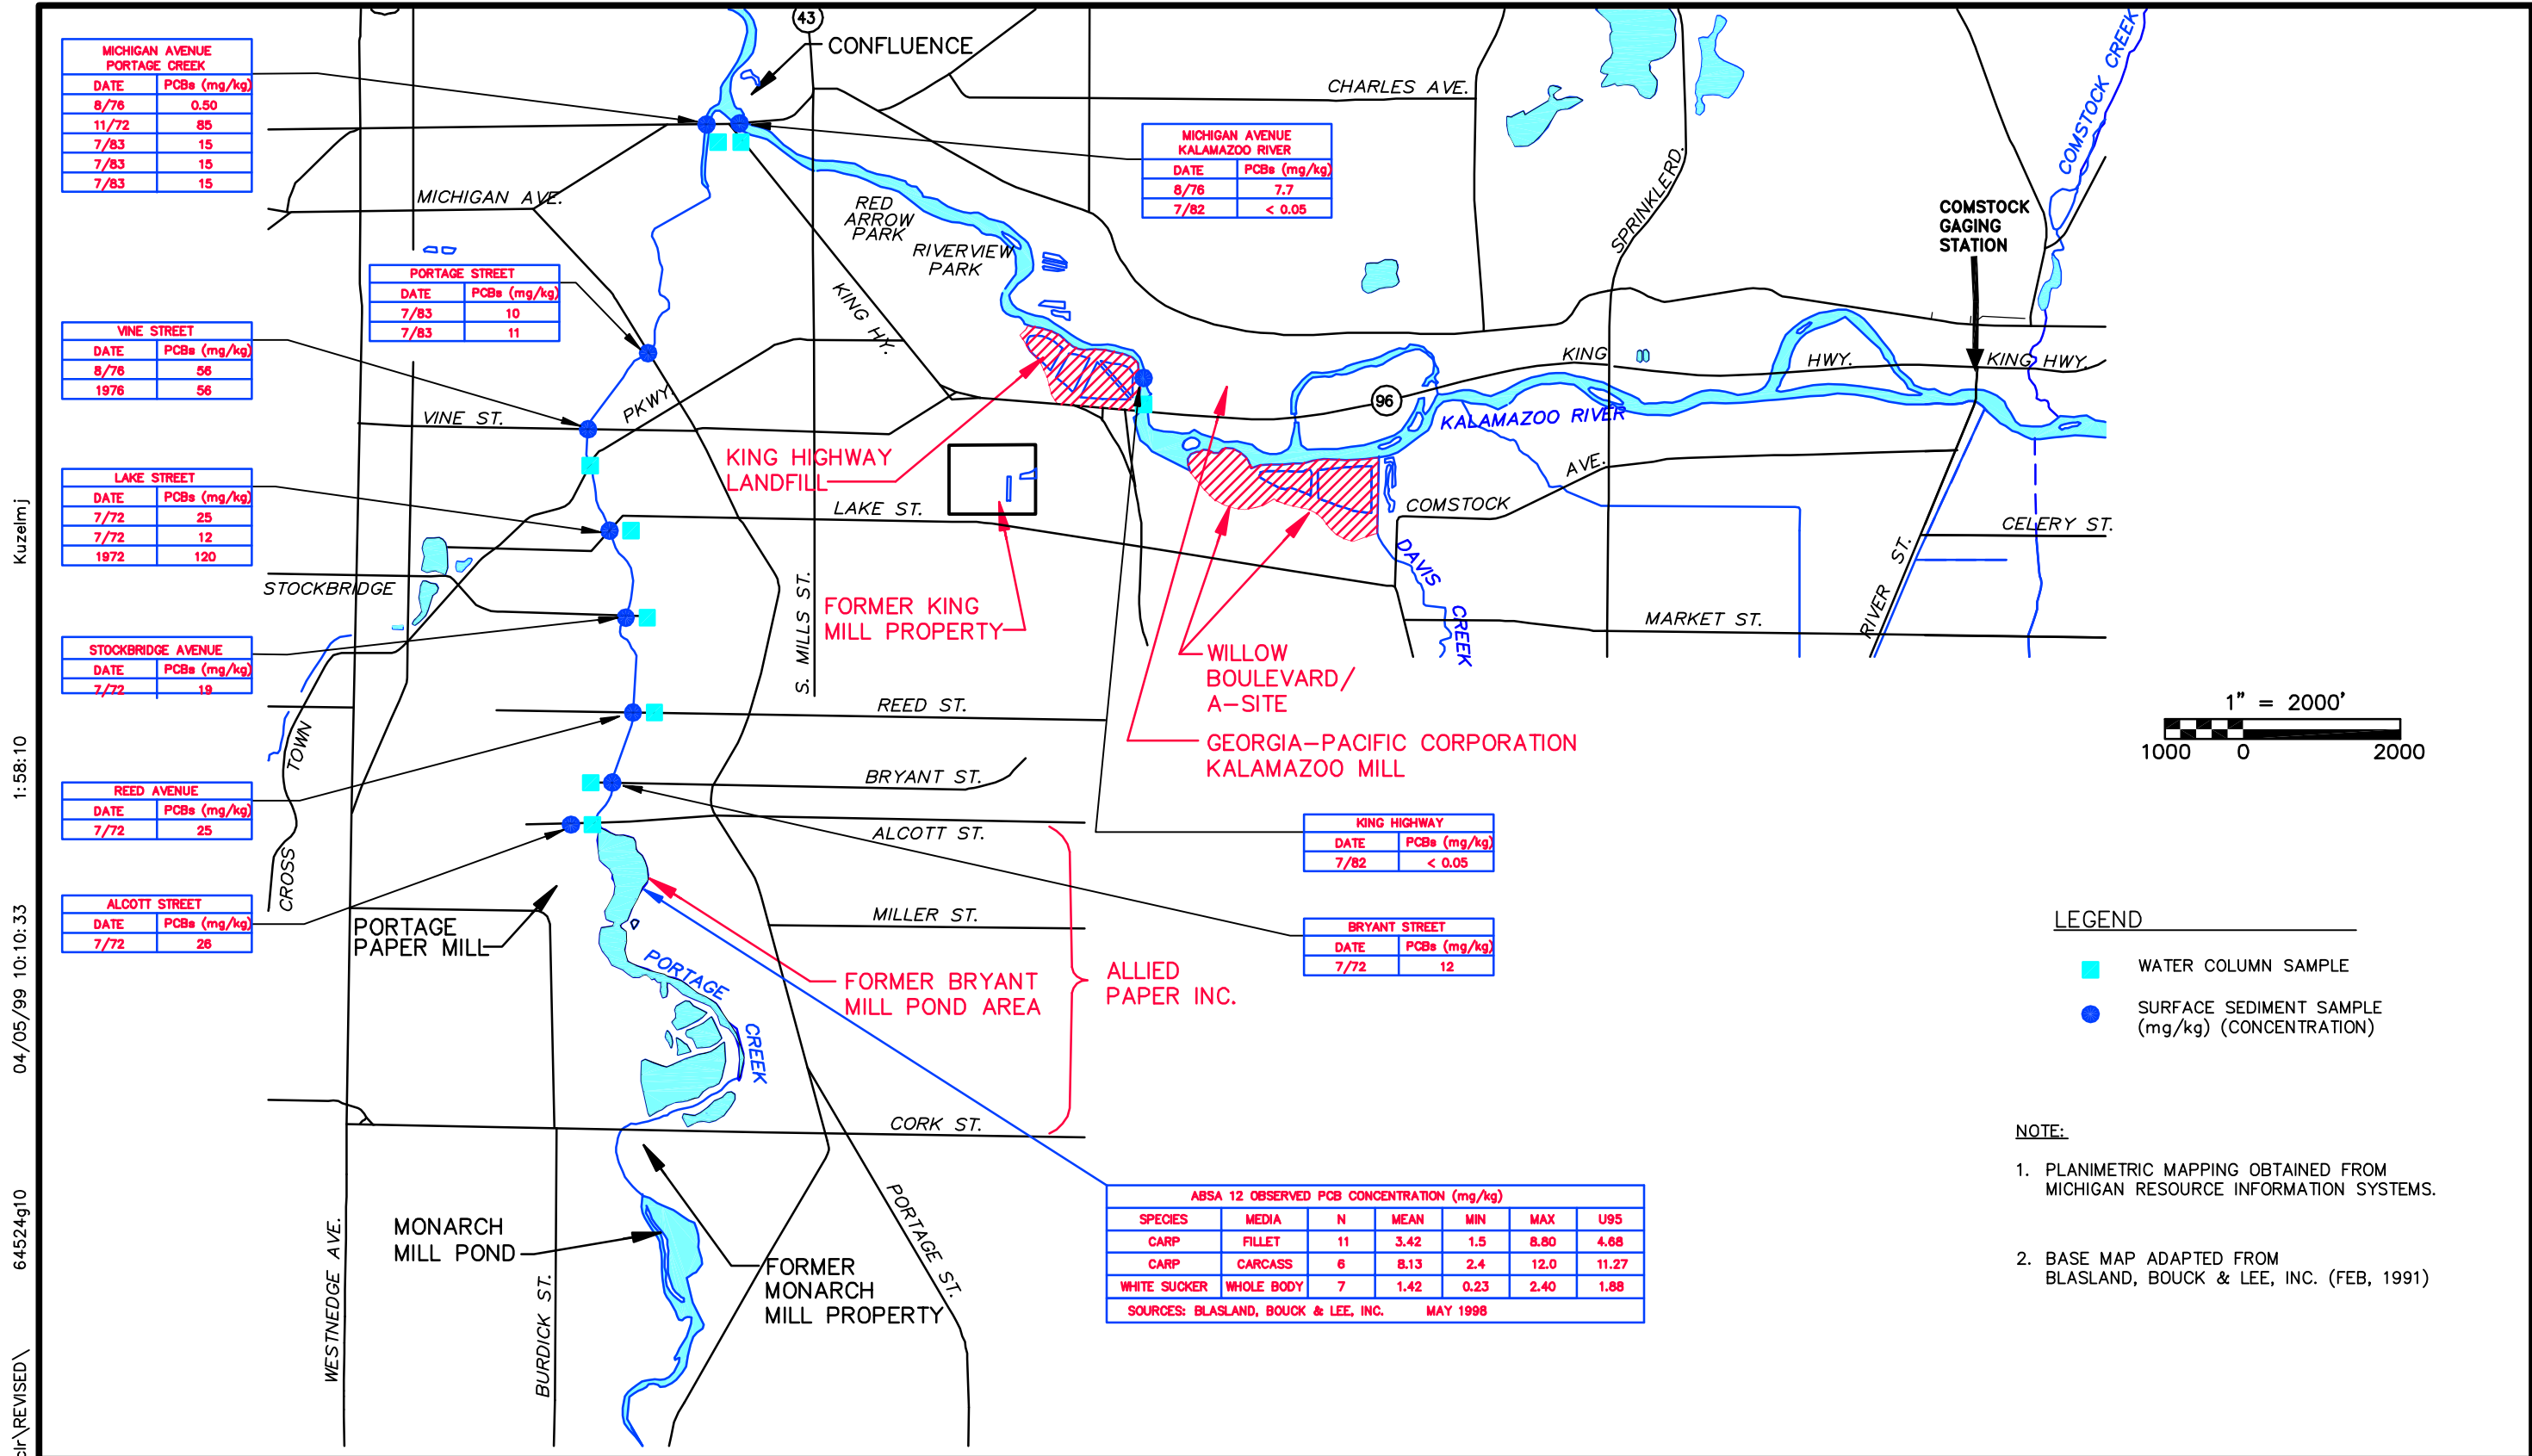 43
CONFLUENCE
MICHIGAN AVENUE
PORTAGE CREEK
DATE PCBs (mg/kg)
8/76 0.50
11/72 85
7/83 15
7/83 15
7/83 15
CHARLES AVE.
COMSTOCK CREEK
MICHIGAN AVENUE
KALAMAZOO RIVER
DATE PCBs (mg/kg)
8/76 7.7
7/82 < 0.05
MICHIGAN AVE.
RED
ARROW
PARK
RIVERVIEW
PARK
SPRINKLERD.
COMSTOCK
GAGING
STATION
PORTAGE STREET
DATE PCBs (mg/kg)
7/83 10
7/83 11
KING HY.
VINE STREET
DATE PCBs (mg/kg)
8/76 56
1976 56
KING
HWY.
KING HWY.
96
PKWY.
VINE ST.
KALAMAZOO RIVER
KING HIGHWAY
LANDFILL
AVE.
LAKE STREET
DATE PCBs (mg/kg)
7/72 25
7/72 12
1972 120
LAKE ST.
COMSTOCK
CELERY ST.
DAVIS
CREEK
STOCKBRIDGE
S. MILLS ST.
FORMER KING
MILL PROPERTY
RIVER ST.
MARKET ST.
STOCKBRIDGE AVENUE
DATE PCBs (mg/kg)
7/72 19
WILLOW
BOULEVARD/
A-SITE
REED ST.
1" = 2000'
1000 0 2000
GEORGIA-PACIFIC CORPORATION
KALAMAZOO MILL
CROSS
TOWN
BRYANT ST.
REED AVENUE
DATE PCBs (mg/kg)
7/72 25
ALCOTT ST.
KING HIGHWAY
DATE PCBs (mg/kg)
7/82 < 0.05
ALCOTT STREET
DATE PCBs (mg/kg)
7/72 26
PORTAGE
PAPER MILL
MILLER ST.
BRYANT STREET
DATE PCBs (mg/kg)
7/72 12
LEGEND
WATER COLUMN SAMPLE
SURFACE SEDIMENT SAMPLE
(mg/kg) (CONCENTRATION)
PORTAGE
CREEK
FORMER BRYANT
MILL POND AREA
ALLIED
PAPER INC.
CORK ST.
NOTE:
1. PLANIMETRIC MAPPING OBTAINED FROM
MICHIGAN RESOURCE INFORMATION SYSTEMS.
2. BASE MAP ADAPTED FROM
BLASLAND, BOUCK & LEE, INC. (FEB, 1991)
ABSA 12 OBSERVED PCB CONCENTRATION (mg/kg)
SPECIES MEDIA N MEAN MIN MAX U95
CARP FILLET 11 3.42 1.5 8.80 4.68
CARP CARCASS 6 8.13 2.4 12.0 11.27
WHITE SUCKER WHOLE BODY 7 1.42 0.23 2.40 1.88
SOURCES: BLASLAND, BOUCK & LEE, INC. MAY 1998
MONARCH
MILL POND
FORMER
MONARCH
MILL PROPERTY
PORTAGE ST.
WESTNEDGE AVE.
BURDICK ST.
clr\REVISED\ 64524g10 04/05/99 10:10:33 1:58:10 Kuzelmj